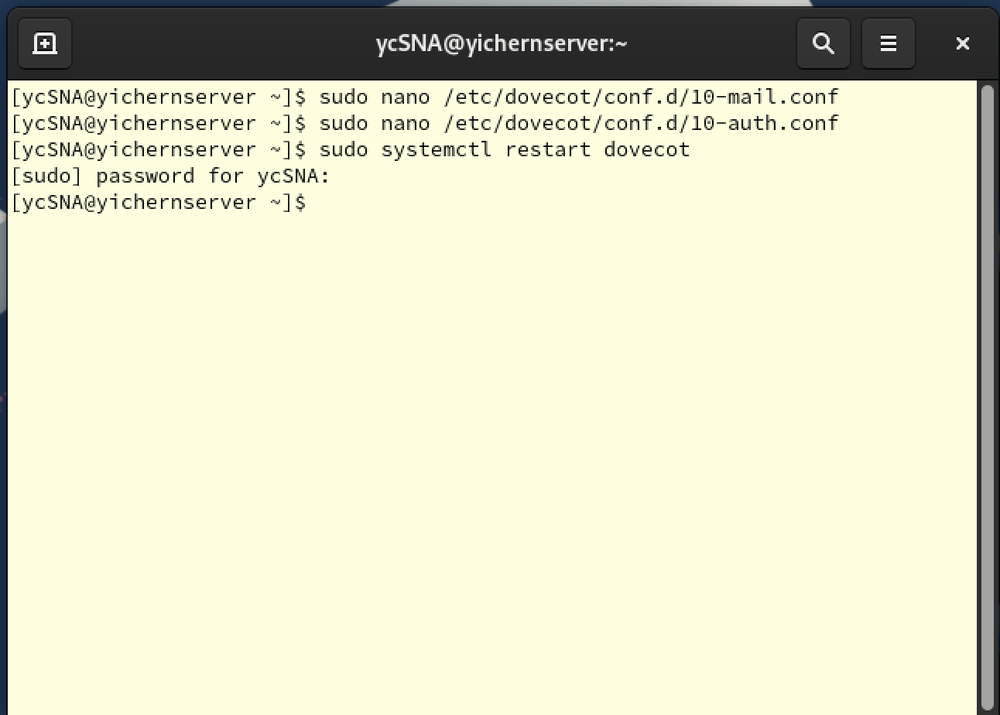 ycSNA@yichernserver:~
[ycSNA@yichernserver ~]$ sudo nano /etc/dovecot/conf.d/10-mail.conf
[ycSNA@yichernserver ~]$ sudo nano /etc/dovecot/conf.d/10-auth.conf
[ycSNA@yichernserver ~]$ sudo systemctl restart dovecot
[sudo] password for ycSNA:
[ycSNA@yichernserver ~]$